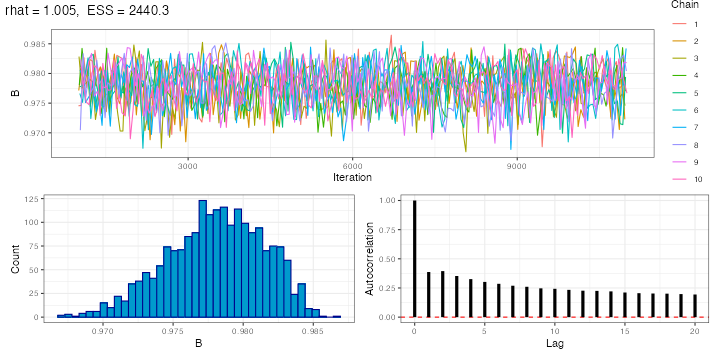 rhat = 1.005, ESS = 2440.3
Chain
1
2
3
4
5
6
7
8
9
10
B
0.985
0.980
0.975
0.970
3000 6000 9000
Iteration
Count
125
100
75
50
25
0
0.970 0.975 0.980 0.985
B
Autocorrelation
1.00
0.75
0.50
0.25
0.00
0 5 10 15 20
Lag